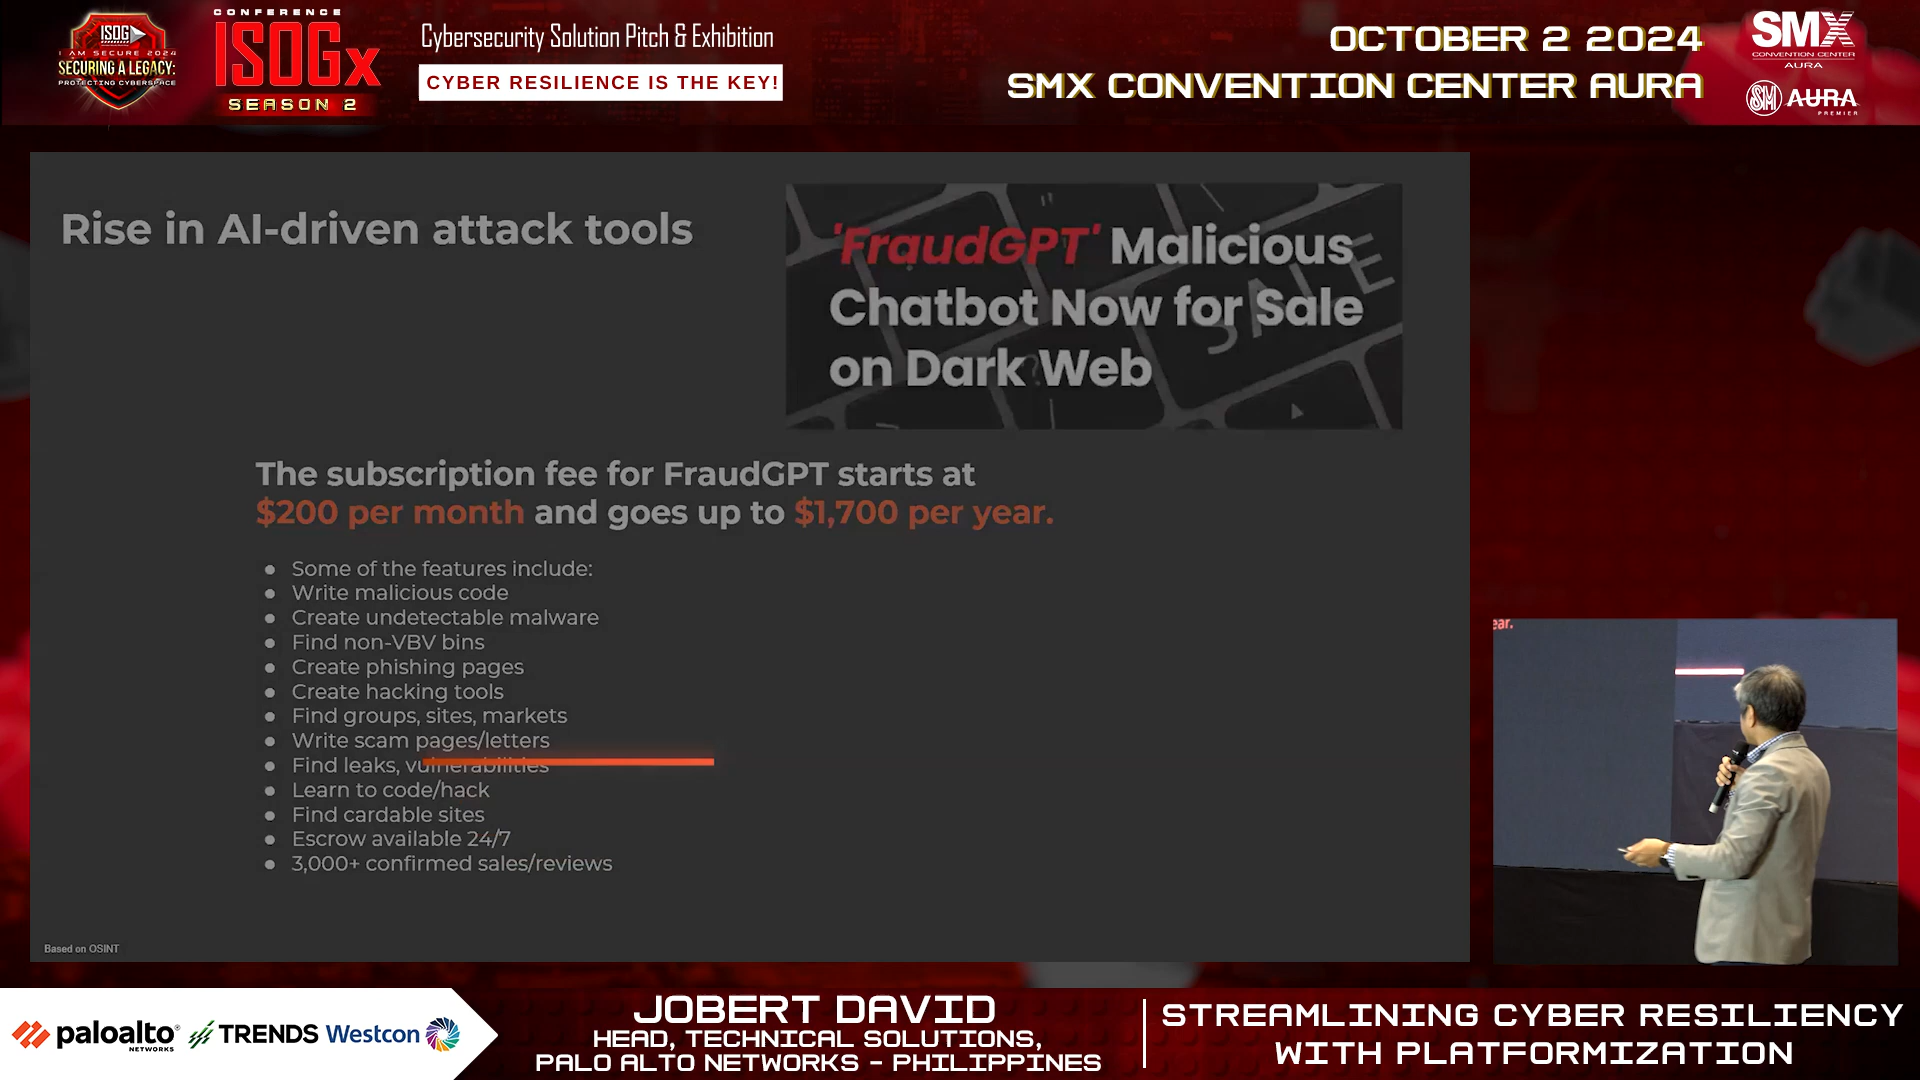 ISOG
I AM SECURE 2024
SECURING A LEGACY:
PROTECTING CYBERSPACE
CONFERENCE
ISOGx
SEASON 2
Cybersecurity Solution Pitch & Exhibition
CYBER RESILIENCE IS THE KEY!
OCTOBER 2 2024
SMX CONVENTION CENTER AURA
SMX
CONVENTION CENTER
AURA
SM AURA
PREMIER
Rise in AI-driven attack tools
'FraudGPT' Malicious
Chatbot Now for Sale
on Dark Web
SALE
The subscription fee for FraudGPT starts at
$200 per month and goes up to $1,700 per year.
● Some of the features include:
● Write malicious code
● Create undetectable malware
● Find non-VBV bins
● Create phishing pages
● Create hacking tools
● Find groups, sites, markets
● Write scam pages/letters
● Find leaks, vulnerabilities
● Learn to code/hack
● Find cardable sites
● Escrow available 24/7
● 3,000+ confirmed sales/reviews
Based on OSINT
ear.
paloalto
NETWORKS
TRENDS
Westcon
JOBERT DAVID
HEAD, TECHNICAL SOLUTIONS,
PALO ALTO NETWORKS - PHILIPPINES
STREAMLINING CYBER RESILIENCY
WITH PLATFORMIZATION